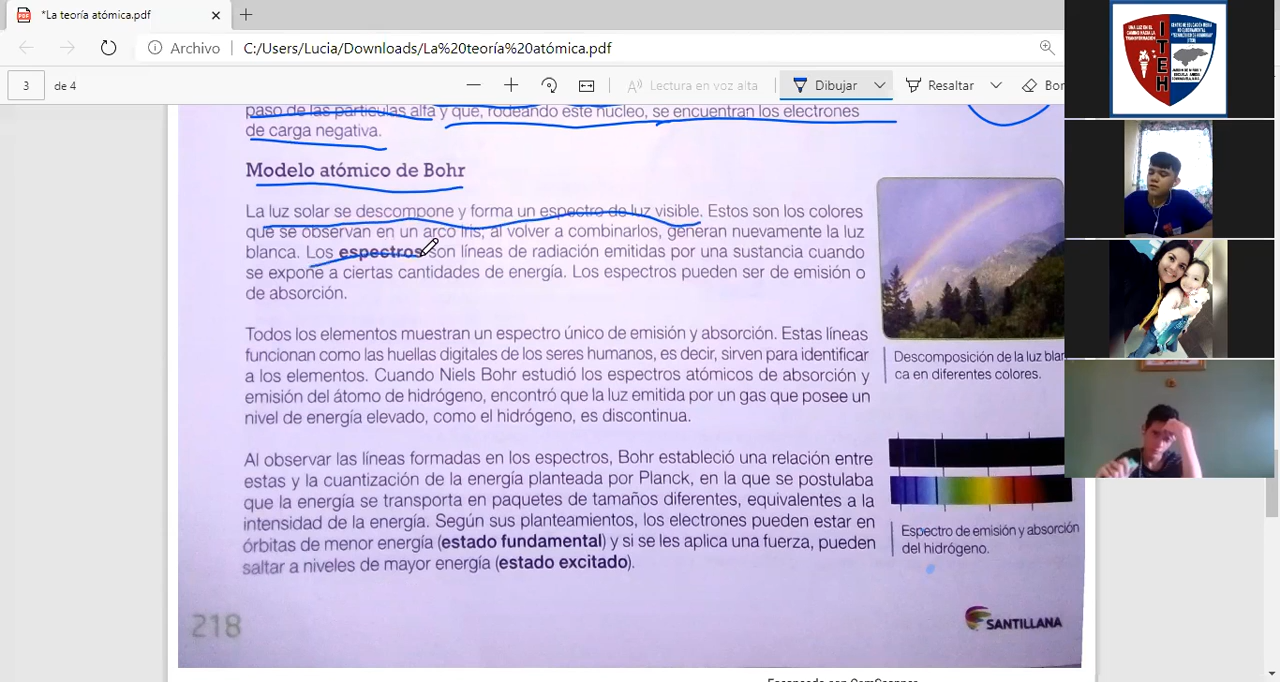 *La teoría atómica.pdf
Archivo
C:/Users/Lucia/Downloads/La%20teoría%20atómica.pdf
3
de 4
Lectura en voz alta
Dibujar
Resaltar
Bor
paso de las partículas alfa y que, rodeando este núcleo, se encuentran los electrones
de carga negativa.
Modelo atómico de Bohr
La luz solar se descompone y forma un espectro de luz visible. Estos son los colores
que se observan en un arco iris, al volver a combinarlos, generan nuevamente la luz
blanca. Los espectros son líneas de radiación emitidas por una sustancia cuando
se expone a ciertas cantidades de energía. Los espectros pueden ser de emisión o
de absorción.
Todos los elementos muestran un espectro único de emisión y absorción. Estas líneas
funcionan como las huellas digitales de los seres humanos, es decir, sirven para identificar
a los elementos. Cuando Niels Bohr estudió los espectros atómicos de absorción y
emisión del átomo de hidrógeno, encontró que la luz emitida por un gas que posee un
nivel de energía elevado, como el hidrógeno, es discontinua.
Al observar las líneas formadas en los espectros, Bohr estableció una relación entre
estas y la cuantización de la energía planteada por Planck, en la que se postulaba
que la energía se transporta en paquetes de tamaños diferentes, equivalentes a la
intensidad de la energía. Según sus planteamientos, los electrones pueden estar en
órbitas de menor energía (estado fundamental) y si se les aplica una fuerza, pueden
saltar a niveles de mayor energía (estado excitado).
Descomposición de la luz blan
ca en diferentes colores.
Espectro de emisión y absorción
del hidrógeno.
218
SANTILLANA
ITEH